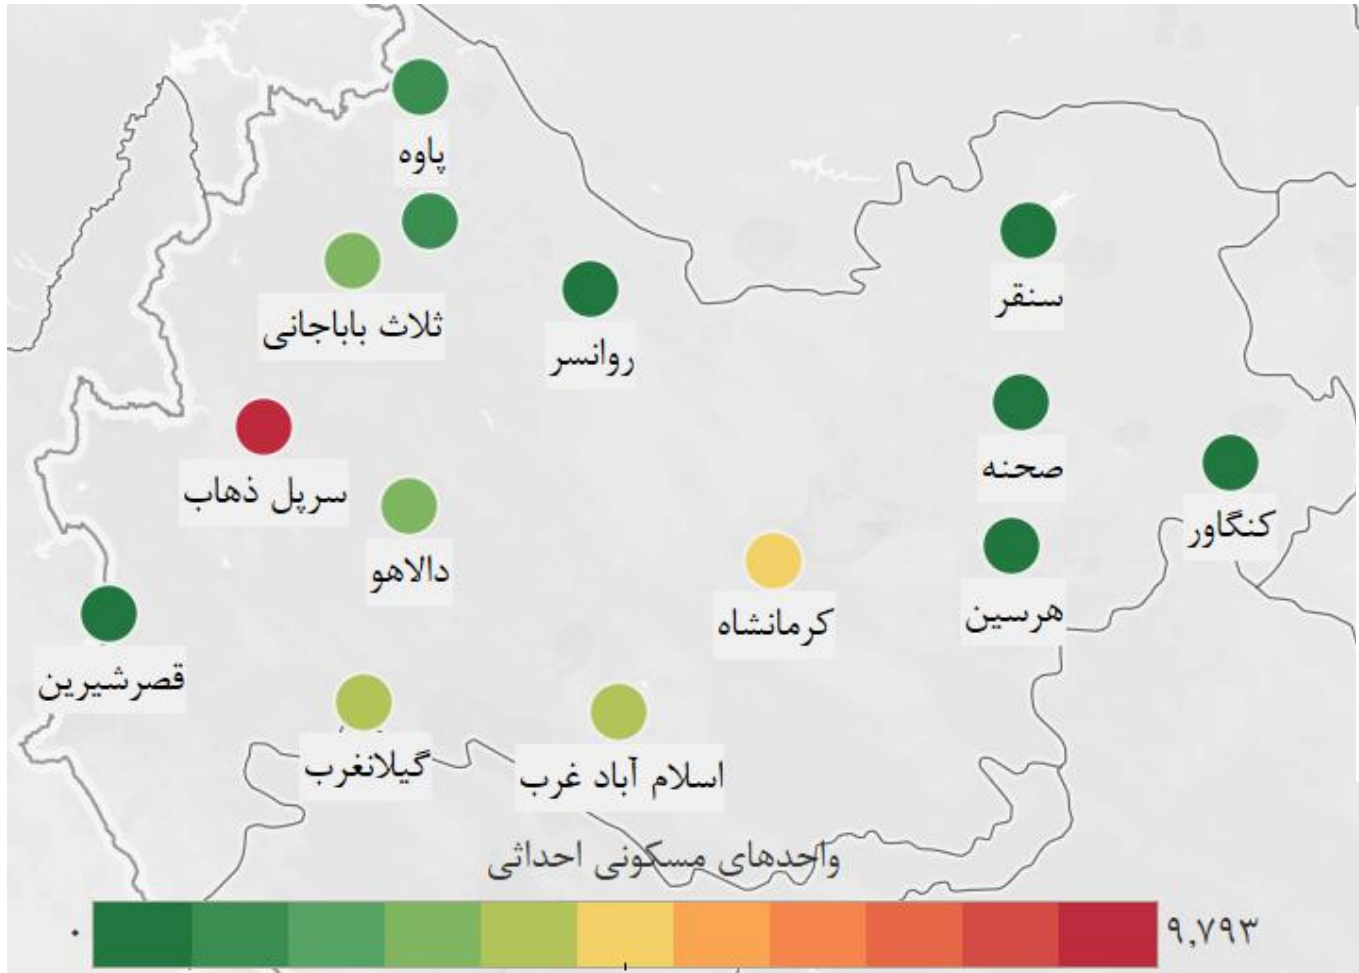 پاوه
سنقر
ثلاث باباجانی
روانسر
صحنه
سرپل ذهاب
کنگاور
دالاهو
هرسین
کرمانشاه
قصرشیرین
گیلانغرب
اسلام آباد غرب
واحدهای مسکونی احداثی
۰
۹,۷۹۳